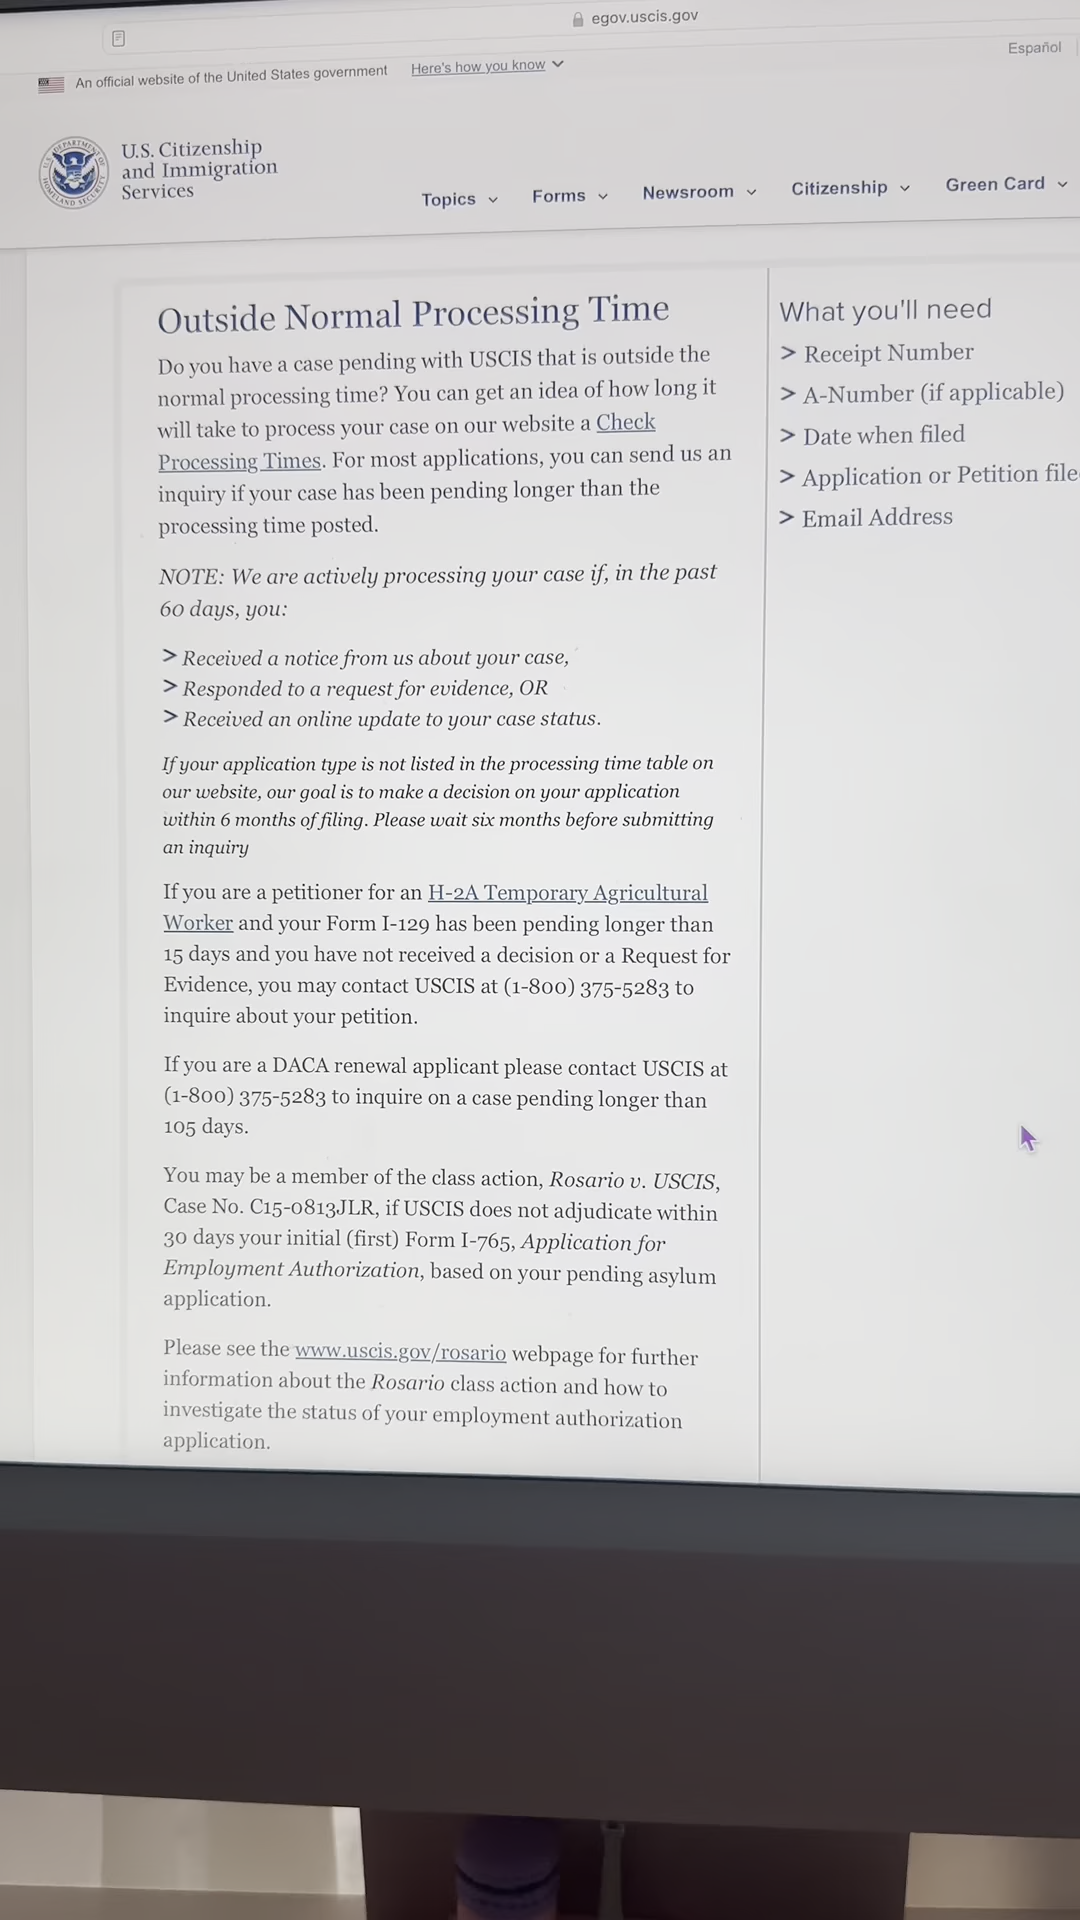 egov.uscis.gov
Español
An official website of the United States government Here's how you know
U.S. Citizenship
and Immigration
Services
Topics Forms Newsroom Citizenship Green Card
Outside Normal Processing Time
Do you have a case pending with USCIS that is outside the
normal processing time? You can get an idea of how long it
will take to process your case on our website a Check
Processing Times. For most applications, you can send us an
inquiry if your case has been pending longer than the
processing time posted.
NOTE: We are actively processing your case if, in the past
60 days, you:
> Received a notice from us about your case,
> Responded to a request for evidence, OR
> Received an online update to your case status.
If your application type is not listed in the processing time table on
our website, our goal is to make a decision on your application
within 6 months of filing. Please wait six months before submitting
an inquiry
If you are a petitioner for an H-2A Temporary Agricultural
Worker and your Form I-129 has been pending longer than
15 days and you have not received a decision or a Request for
Evidence, you may contact USCIS at (1-800) 375-5283 to
inquire about your petition.
If you are a DACA renewal applicant please contact USCIS at
(1-800) 375-5283 to inquire on a case pending longer than
105 days.
You may be a member of the class action, Rosario v. USCIS,
Case No. C15-0813JLR, if USCIS does not adjudicate within
30 days your initial (first) Form I-765, Application for
Employment Authorization, based on your pending asylum
application.
Please see the www.uscis.gov/rosario webpage for further
information about the Rosario class action and how to
investigate the status of your employment authorization
application.
What you'll need
> Receipt Number
> A-Number (if applicable)
> Date when filed
> Application or Petition file
> Email Address